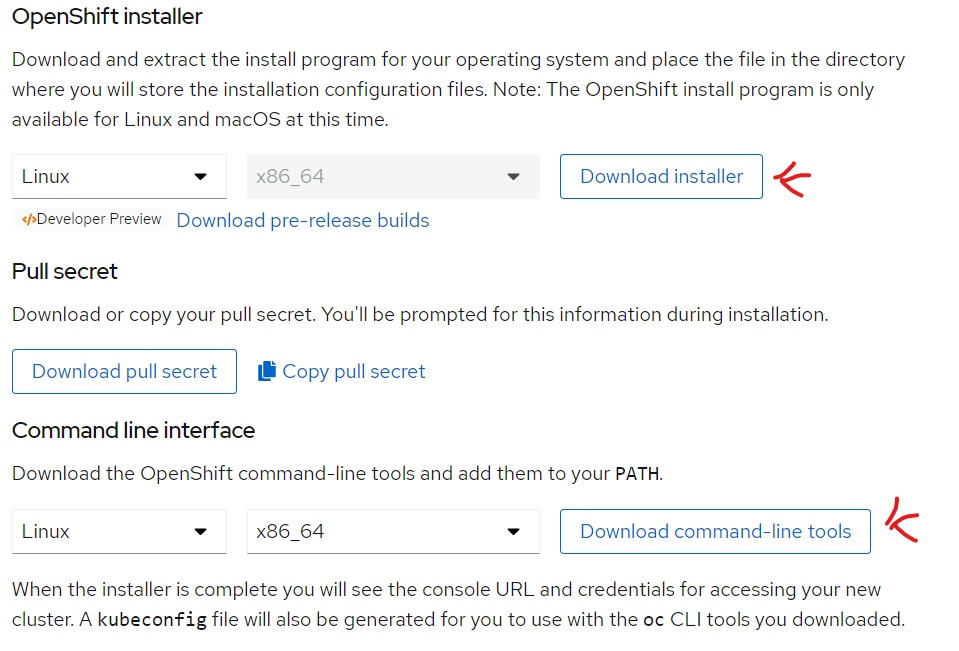 OpenShift installer
Download and extract the install program for your operating system and place the file in the directory
where you will store the installation configuration files. Note: The OpenShift install program is only
available for Linux and macOS at this time.
Linux x86_64 Download installer
</>Developer Preview Download pre-release builds
Pull secret
Download or copy your pull secret. You'll be prompted for this information during installation.
Download pull secret Copy pull secret
Command line interface
Download the OpenShift command-line tools and add them to your PATH.
Linux x86_64 Download command-line tools
When the installer is complete you will see the console URL and credentials for accessing your new
cluster. A kubeconfig file will also be generated for you to use with the oc CLI tools you downloaded.